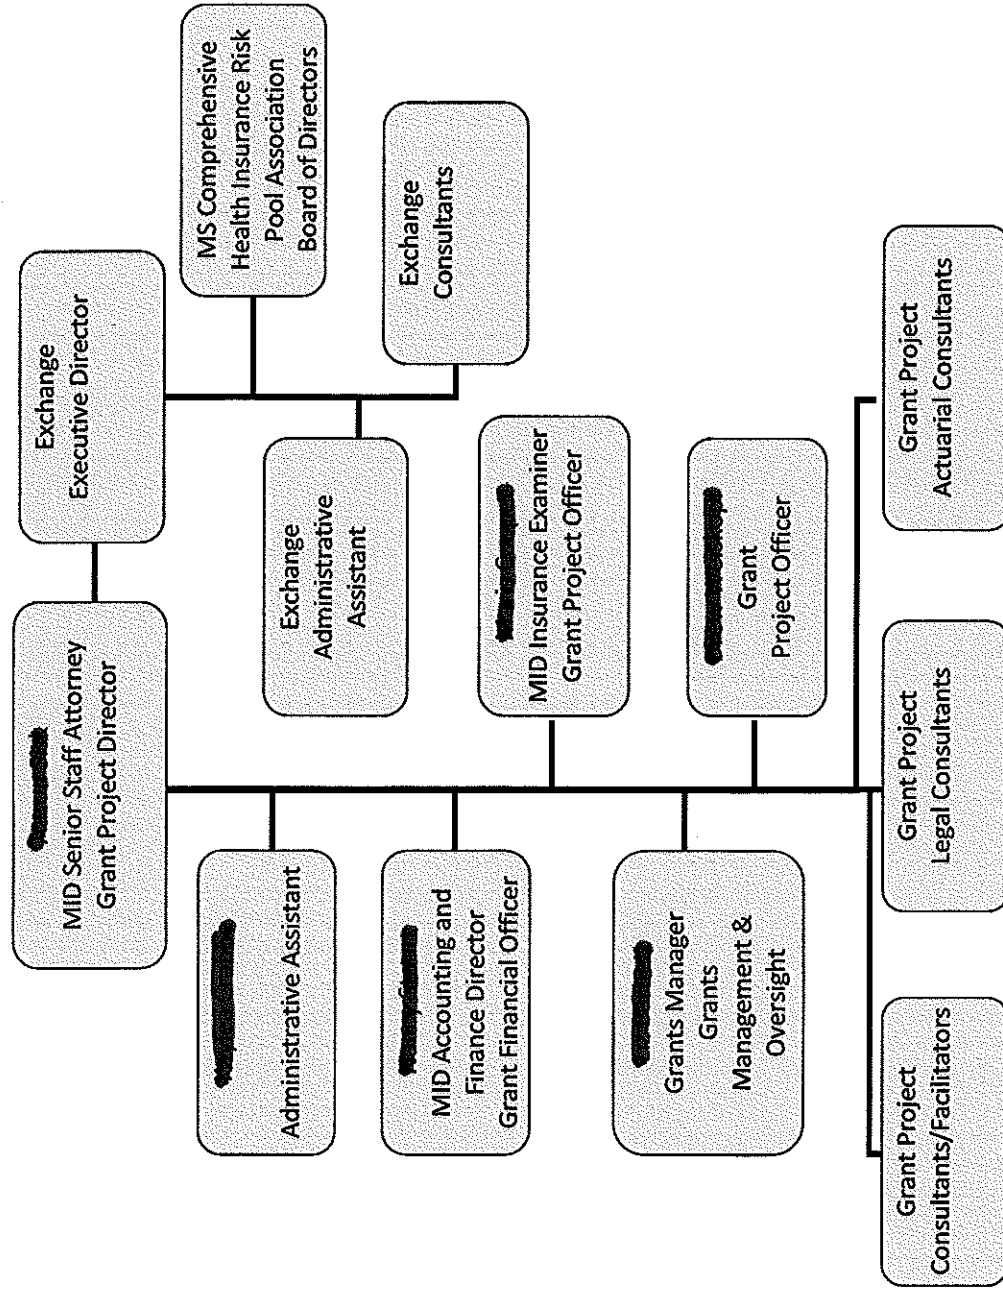 MID Senior Staff Attorney
Grant Project Director
Exchange
Executive Director
Administrative Assistant
Exchange
Administrative
Assistant
MS Comprehensive
Health Insurance Risk
Pool Association
Board of Directors
MID Accounting and
Finance Director
Grant Financial Officer
MID Insurance Examiner
Grant Project Officer
Exchange
Consultants
Grants Manager
Grants
Management &
Oversight
Grant
Project Officer
Grant Project
Consultants/Facilitators
Grant Project
Legal Consultants
Grant Project
Actuarial Consultants